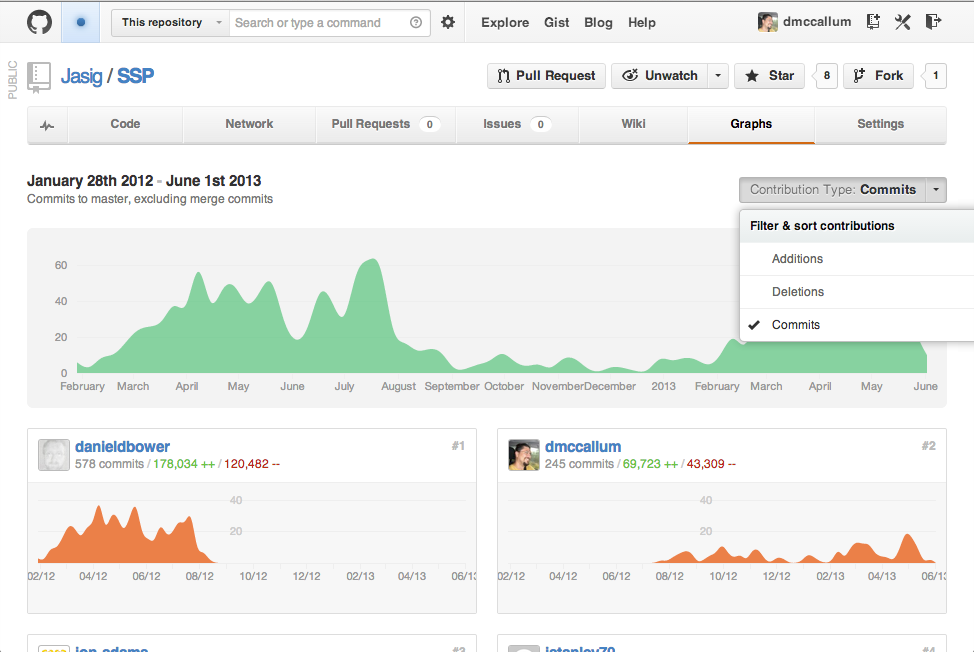 This repository Search or type a command Explore Gist Blog Help dmccallum
PUBLIC
Jasig / SSP Pull Request Unwatch Star 8 Fork 1
Code Network Pull Requests 0 Issues 0 Wiki Graphs Settings
January 28th 2012 - June 1st 2013
Commits to master, excluding merge commits
Contribution Type: Commits
Filter & sort contributions
Additions
Deletions
Commits
60
40
20
0
February March April May June July August September October November December 2013 February March April May June
danieldbower #1
578 commits / 178,034 ++ / 120,482 --
40
20
02/12 04/12 06/12 08/12 10/12 12/12 02/13 04/13 06/13
dmccallum #2
245 commits / 69,723 ++ / 43,309 --
40
20
02/12 04/12 06/12 08/12 10/12 12/12 02/13 04/13 06/13
#3
#4